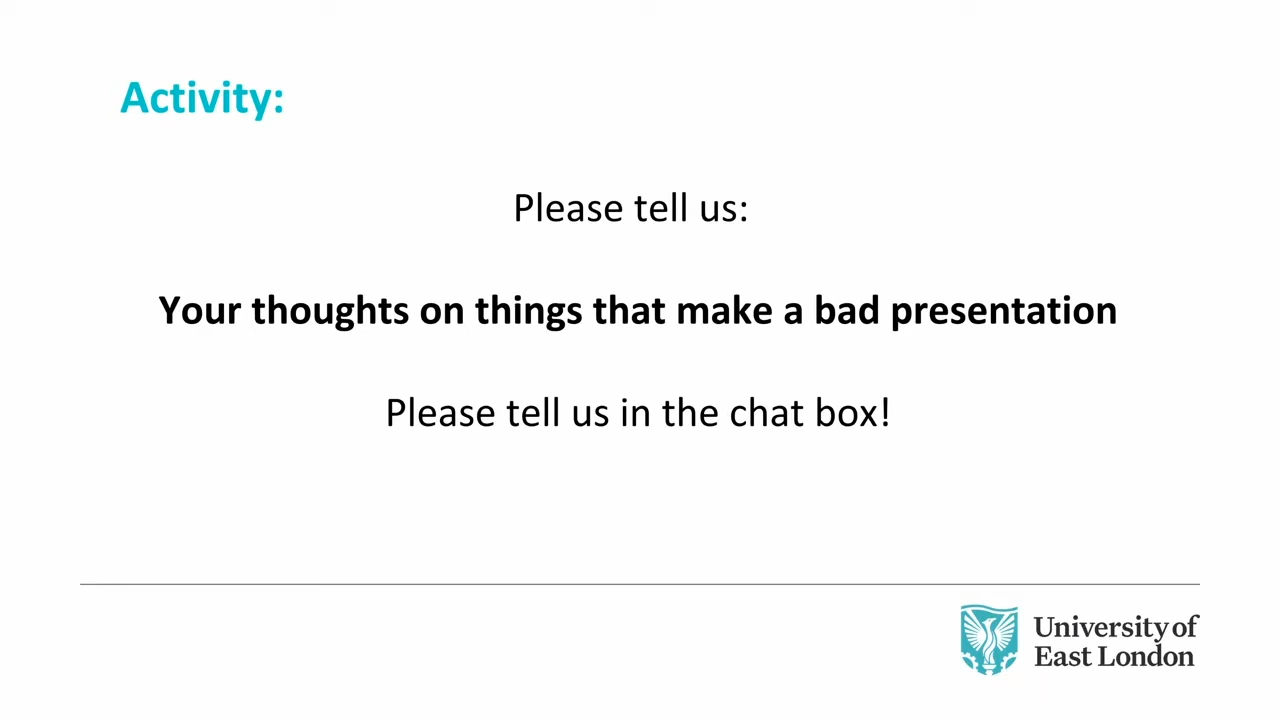 Activity:
Please tell us:
Your thoughts on things that make a bad presentation
Please tell us in the chat box!
University of
East London